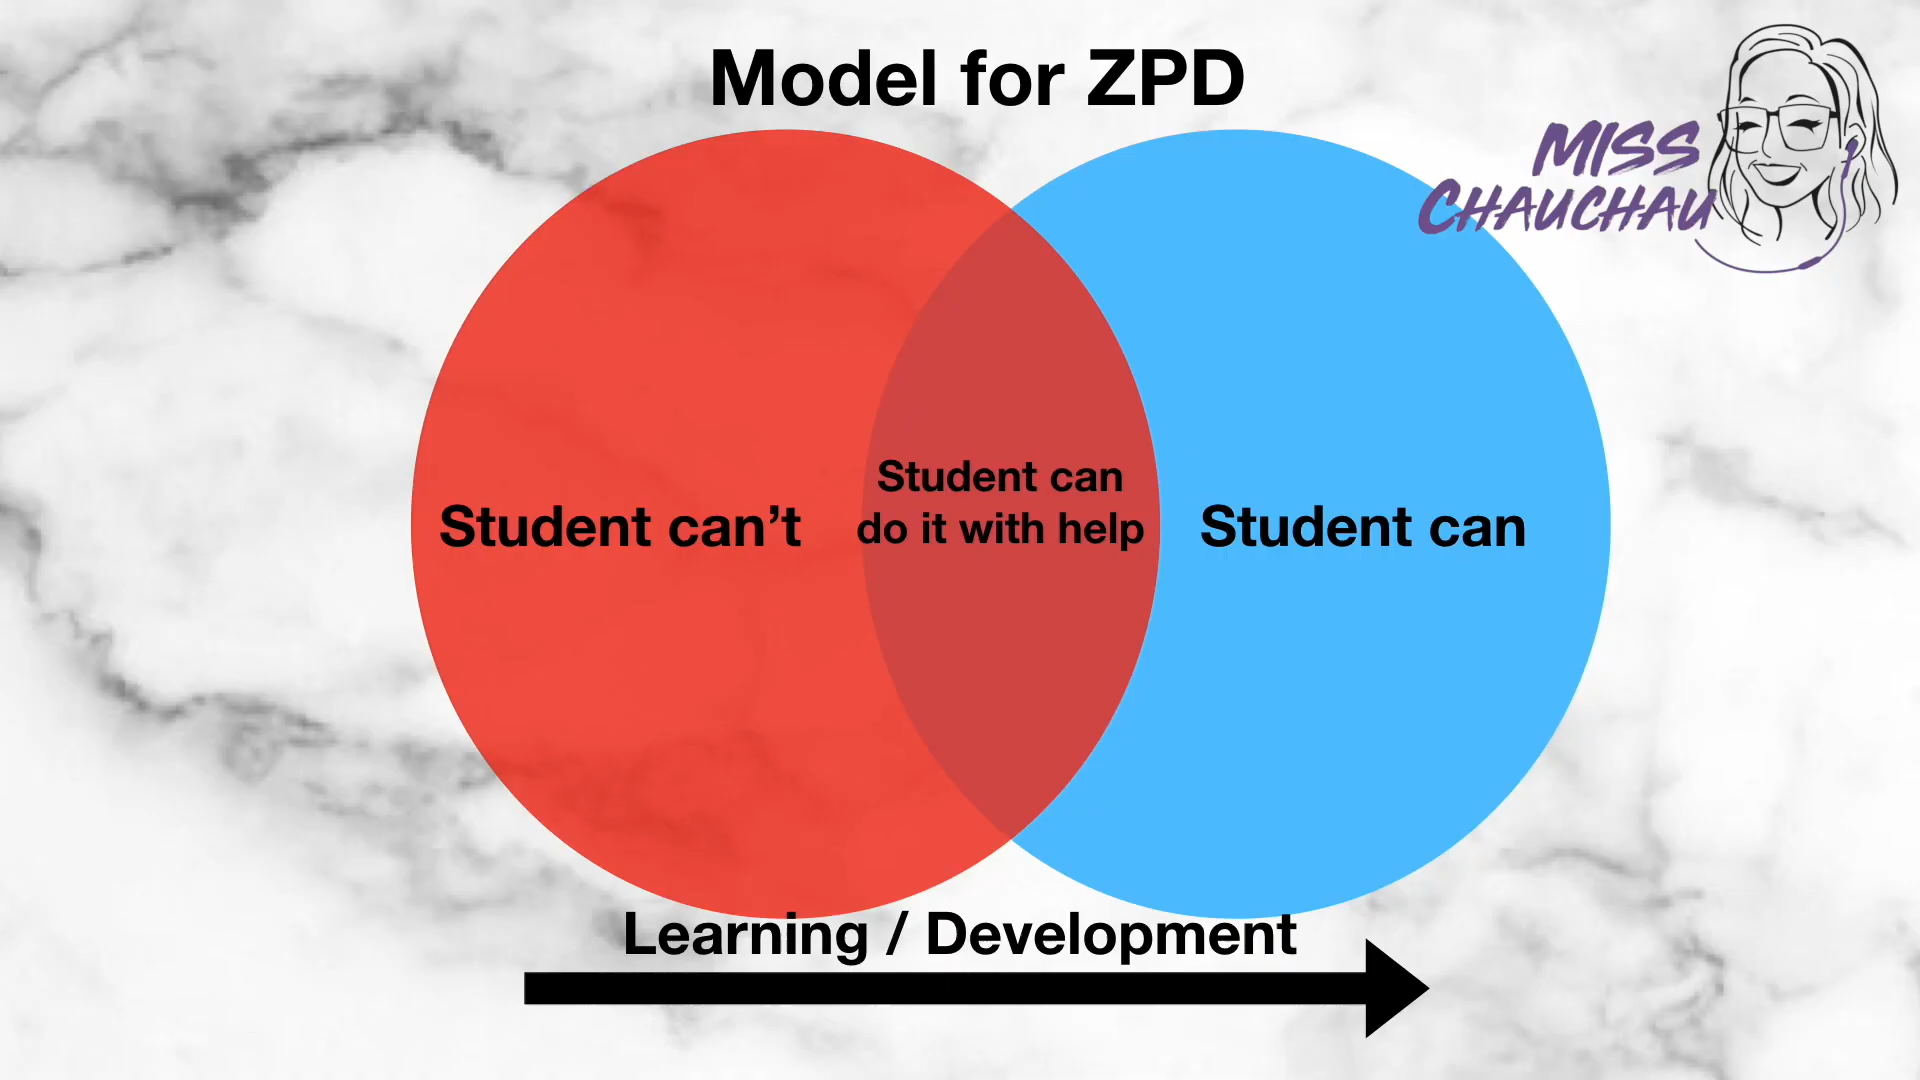 Model for ZPD
MISS
CHAUCHAU
Student can’t
Student can
do it with help
Student can
Learning / Development